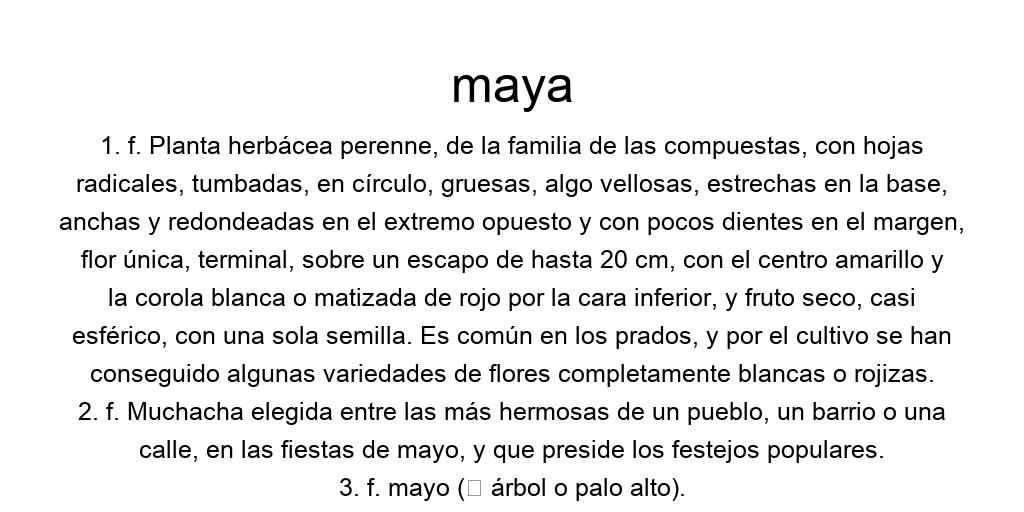 maya
1. f. Planta herbácea perenne, de la familia de las compuestas, con hojas
radicales, tumbadas, en círculo, gruesas, algo vellosas, estrechas en la base,
anchas y redondeadas en el extremo opuesto y con pocos dientes en el margen,
flor única, terminal, sobre un escapo de hasta 20 cm, con el centro amarillo y
la corola blanca o matizada de rojo por la cara inferior, y fruto seco, casi
esférico, con una sola semilla. Es común en los prados, y por el cultivo se han
conseguido algunas variedades de flores completamente blancas o rojizas.
2. f. Muchacha elegida entre las más hermosas de un pueblo, un barrio o una
calle, en las fiestas de mayo, y que preside los festejos populares.
3. f. mayo (□ árbol o palo alto).